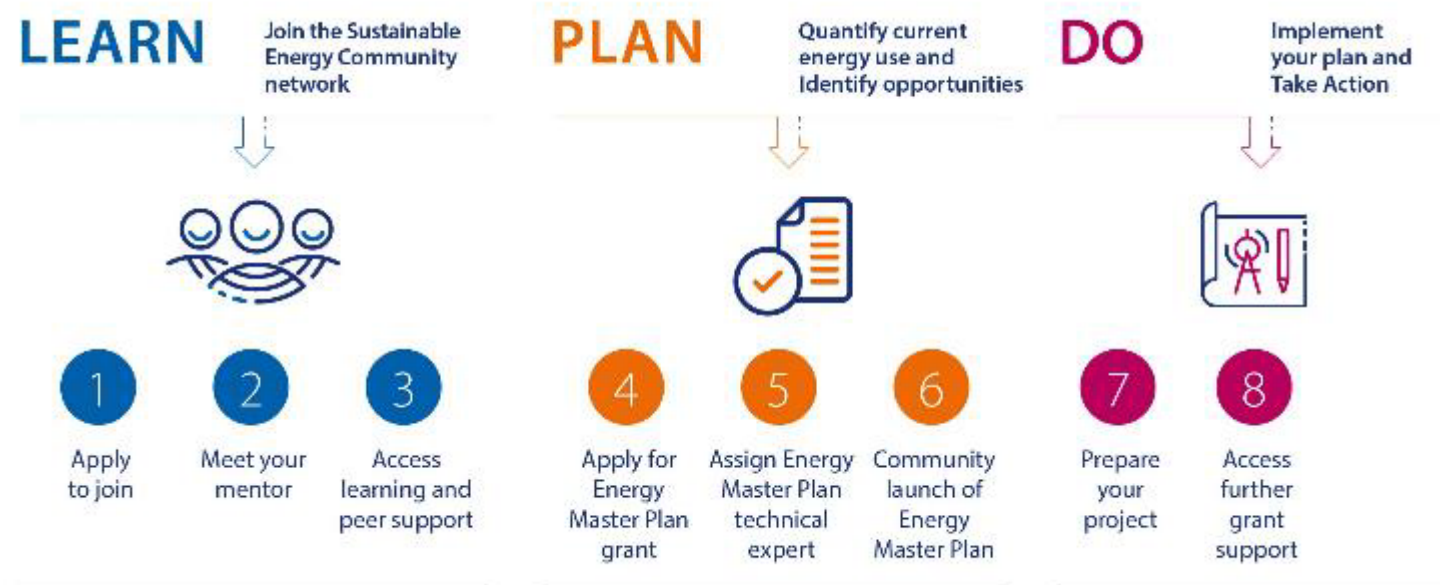 LEARN
Join the Sustainable
Energy Community
network
PLAN
Quantify current
energy use and
Identify opportunities
DO
Implement
your plan and
Take Action
1
Apply
to join
2
Meet your
mentor
3
Access
learning and
peer support
4
Apply for
Energy
Master Plan
grant
5
Assign Energy
Master Plan
technical
expert
6
Community
launch of
Energy
Master Plan
7
Prepare
your
project
8
Access
further
grant
support